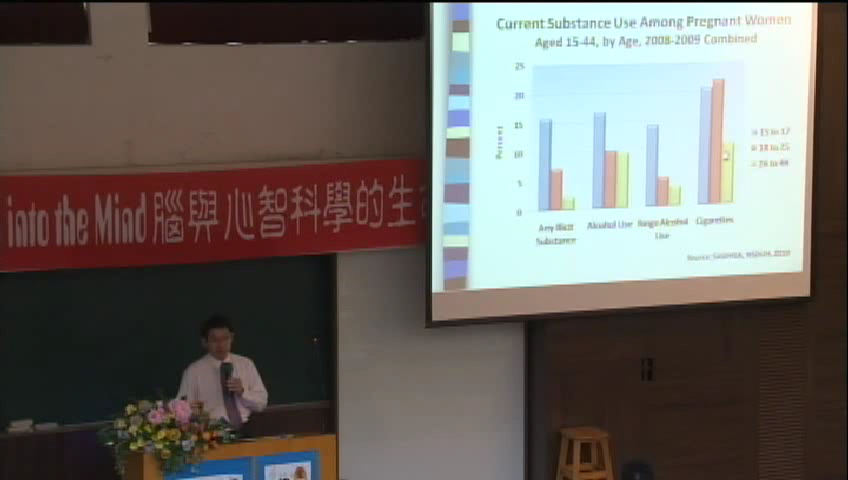 Current Substance Use Among Pregnant Women
Aged 15-44, by Age, 2008-2009 Combined
25
20
15
10
5
0
Percent
Any Illicit
Substance
Alcohol Use
Binge Alcohol
Use
Cigarettes
15 to 17
18 to 25
26 to 44
Source: SAMHSA, NSDUH, 2010
into the Mind 腦與心智科學的生